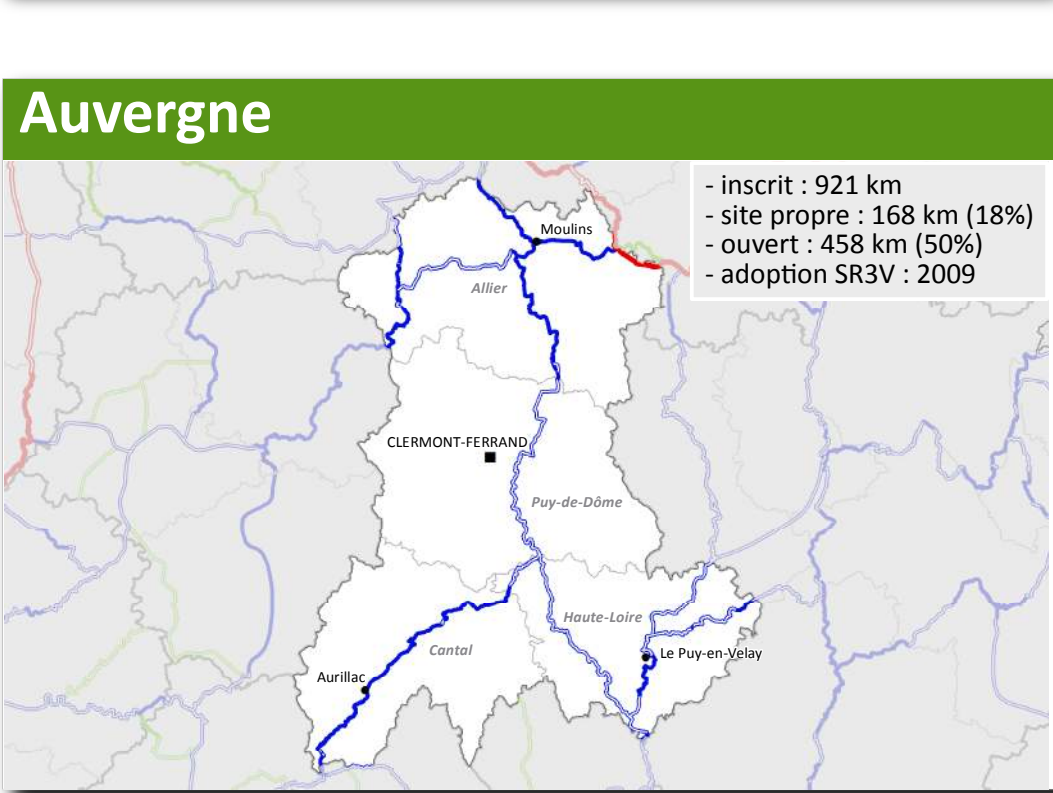 Auvergne
- inscrit : 921 km
- site propre : 168 km (18%)
- ouvert : 458 km (50%)
- adoption SR3V : 2009
Moulins
Allier
CLERMONT-FERRAND
Puy-de-Dôme
Haute-Loire
Cantal
Le Puy-en-Velay
Aurillac